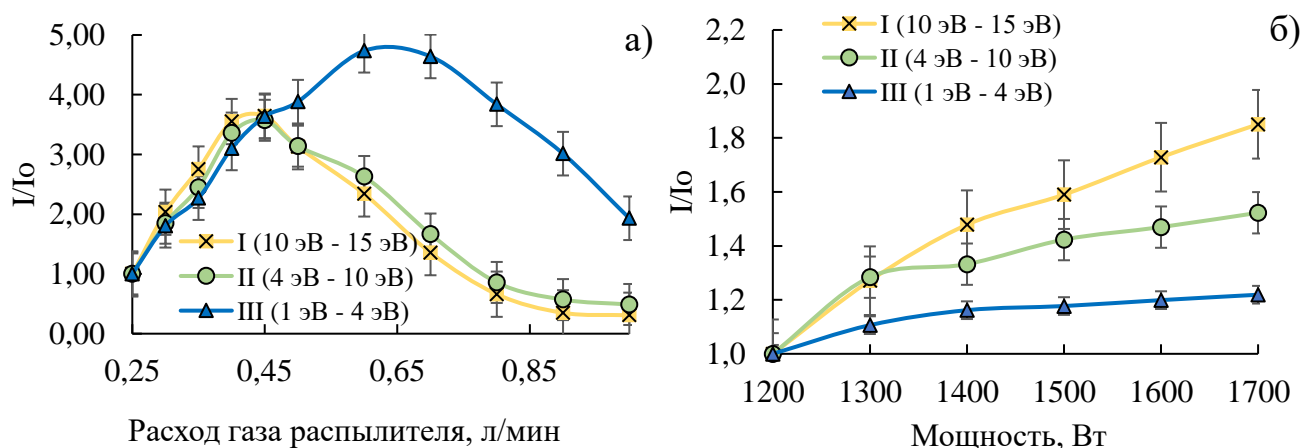 а)
I/Iо
5,00
4,00
3,00
2,00
1,00
0,00
I (10 эВ - 15 эВ)
II (4 эВ - 10 эВ)
III (1 эВ - 4 эВ)
0,25 0,45 0,65 0,85
Расход газа распылителя, л/мин
б)
I/Iо
2,2
2,0
1,8
1,6
1,4
1,2
1,0
I (10 эВ - 15 эВ)
II (4 эВ - 10 эВ)
III (1 эВ - 4 эВ)
1200 1300 1400 1500 1600 1700
Мощность, Вт